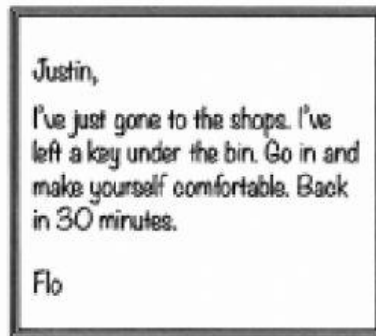 Justin,
I've just gone to the shops. I've
left a key under the bin. Go in and
make yourself comfortable. Back
in 30 minutes.
Flo